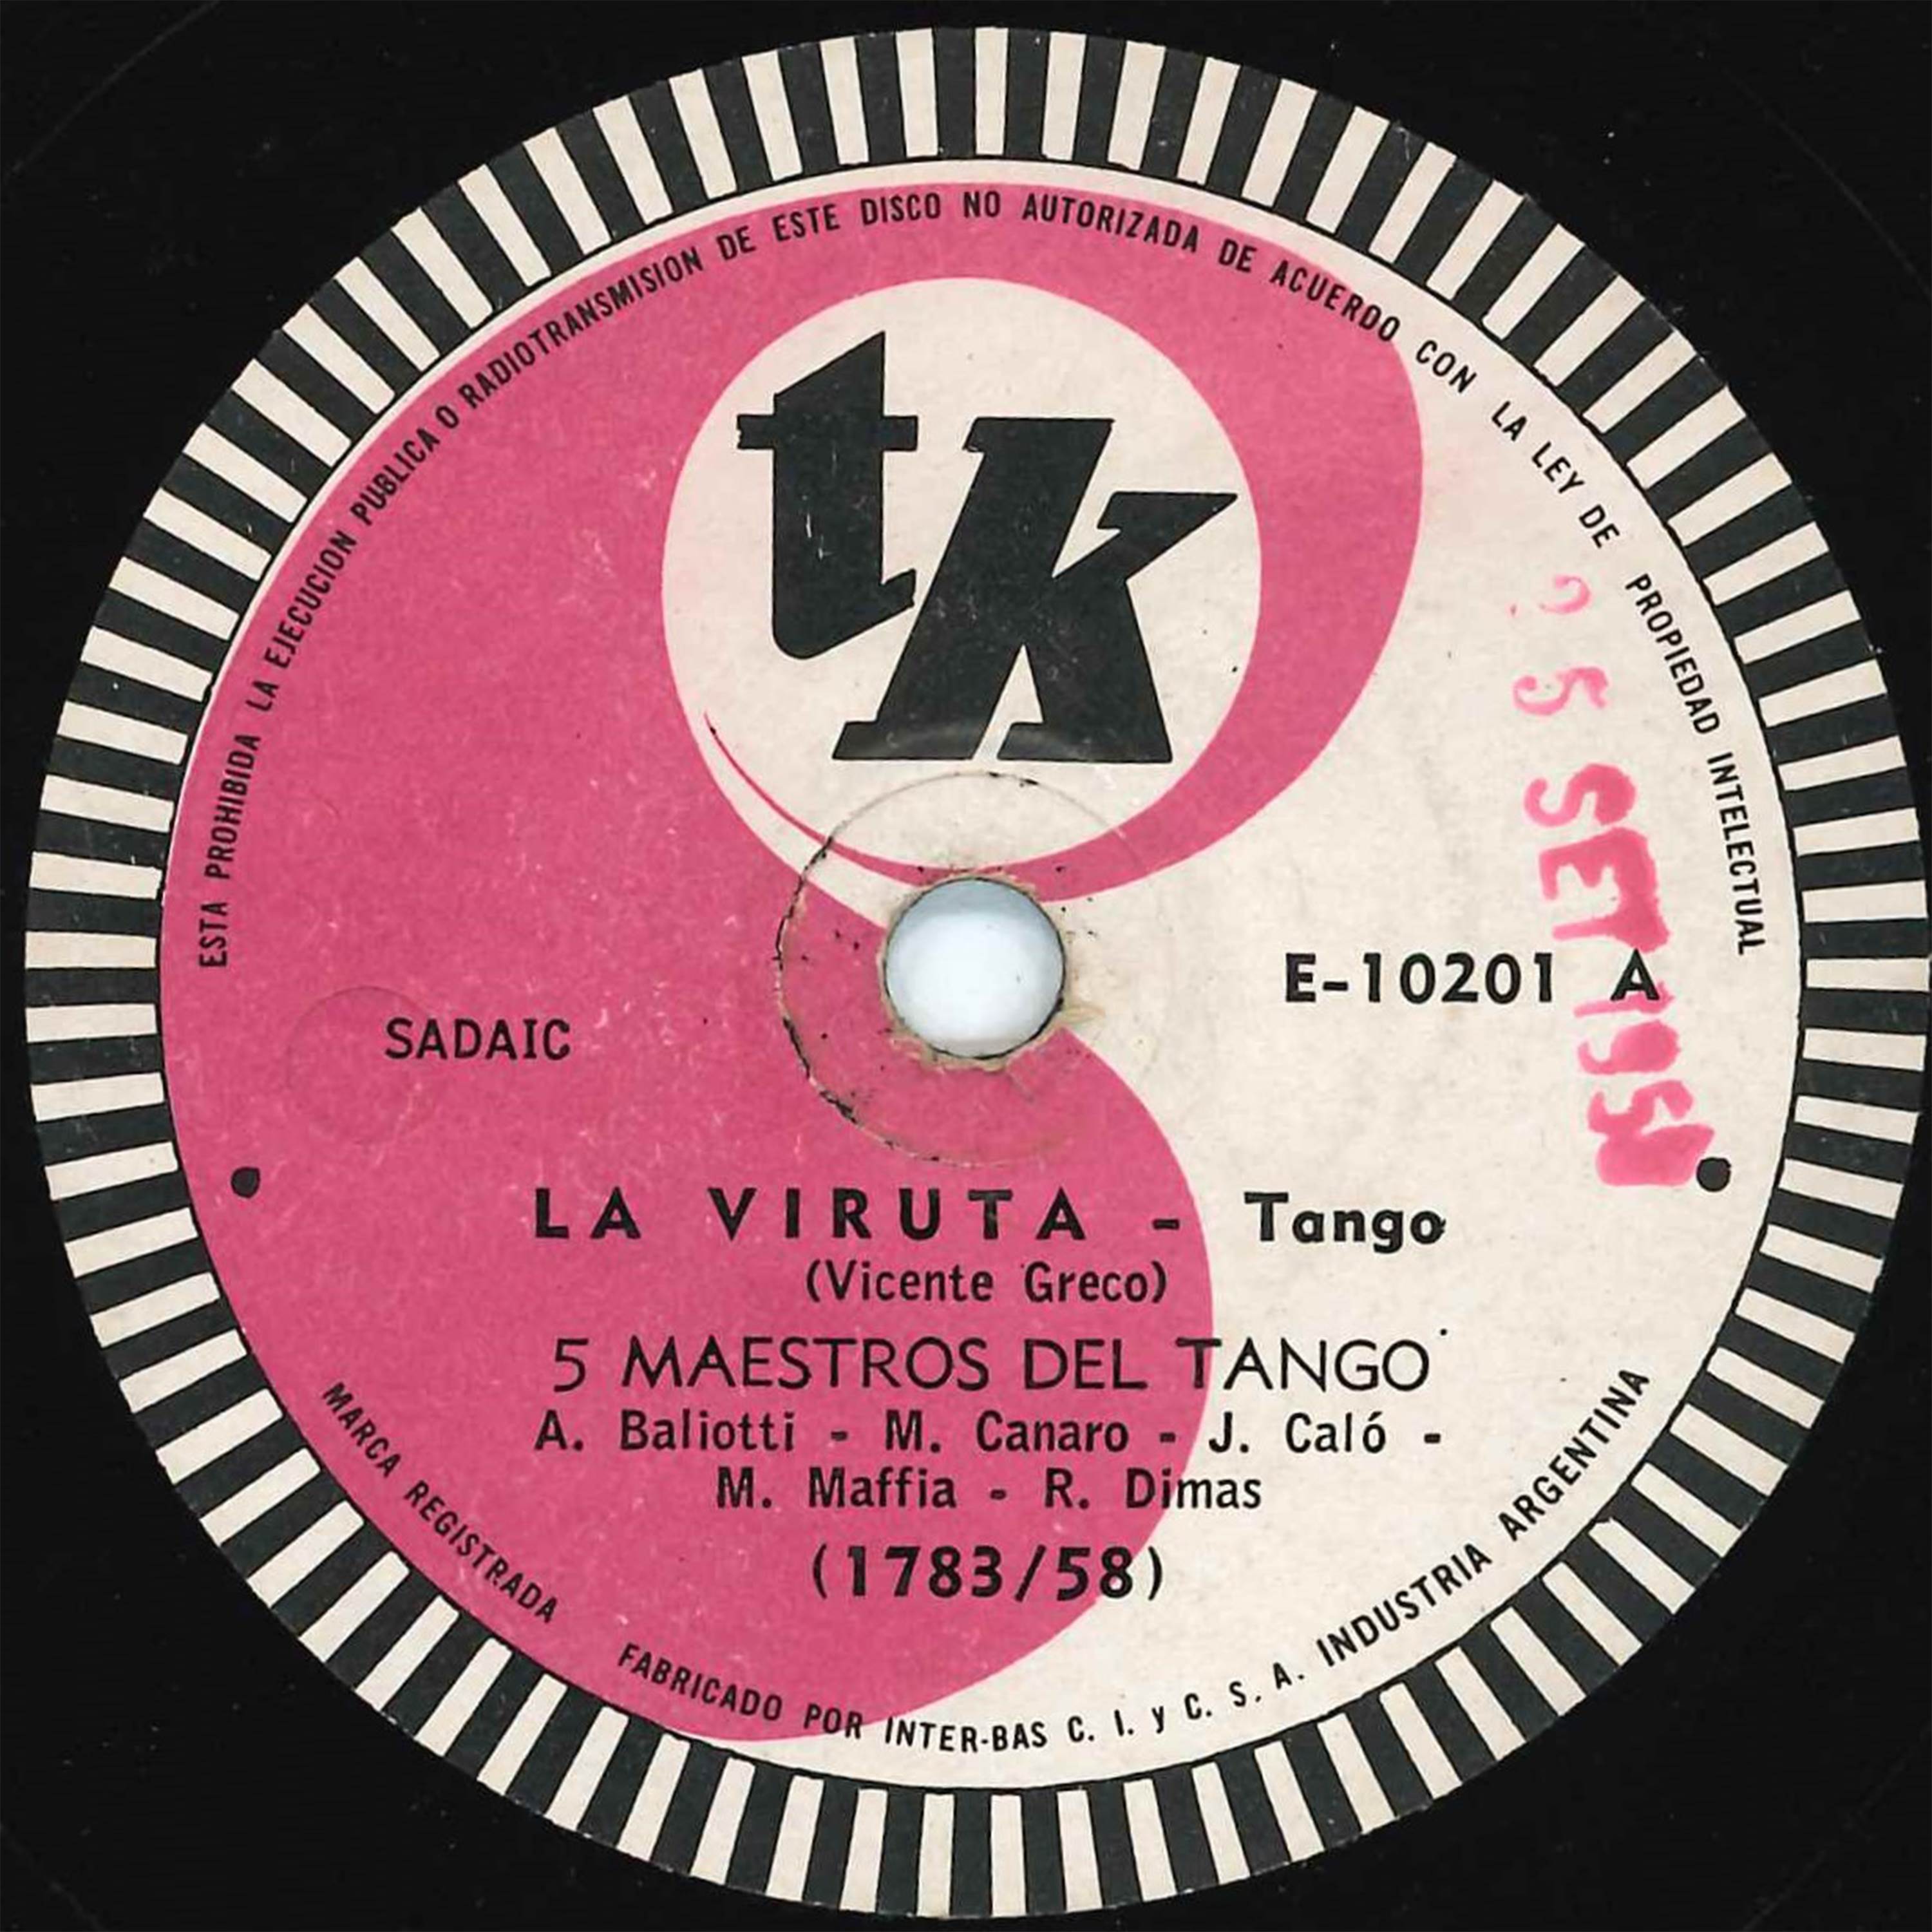 ESTA PROHIBIDA LA EJECUCION PUBLICA O RADIOTRANSMISION DE ESTE DISCO NO AUTORIZADA DE ACUERDO CON LA LEY DE PROPIEDAD INTELECTUAL
tk
5 SET
E-10201 A
SADAIC
LA VIRUTA - Tango
(Vicente Greco)
5 MAESTROS DEL TANGO
A. Baliotti - M. Canaro - J. Caló -
M. Maffia - R. Dimas
(1783/58)
MARCA REGISTRADA FABRICADO POR INTER-BAS C. I. y C. S. A. INDUSTRIA ARGENTINA